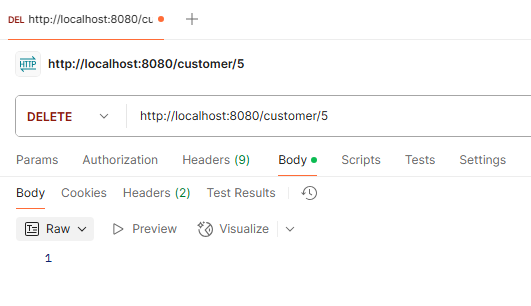 DEL http://localhost:8080/cu
HTTP http://localhost:8080/customer/5
DELETE http://localhost:8080/customer/5
Params Authorization Headers (9) Body Scripts Tests Settings
Body Cookies Headers (2) Test Results
Raw Preview Visualize
1